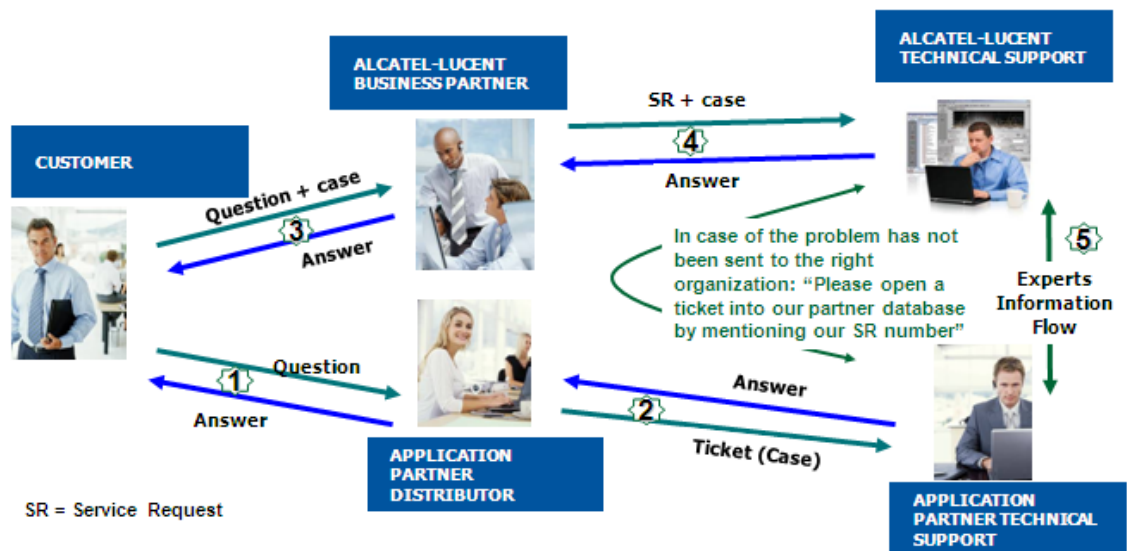 ALCATEL-LUCENT
BUSINESS PARTNER
ALCATEL-LUCENT
TECHNICAL SUPPORT
CUSTOMER
SR + case
4
Answer
Question + case
3
Answer
In case of the problem has not
been sent to the right
organization: “Please open a
ticket into our partner database
by mentioning our SR number”
5
Experts
Information
Flow
Question
1
Answer
Answer
2
Ticket (Case)
APPLICATION
PARTNER
DISTRIBUTOR
APPLICATION
PARTNER TECHNICAL
SUPPORT
SR = Service Request